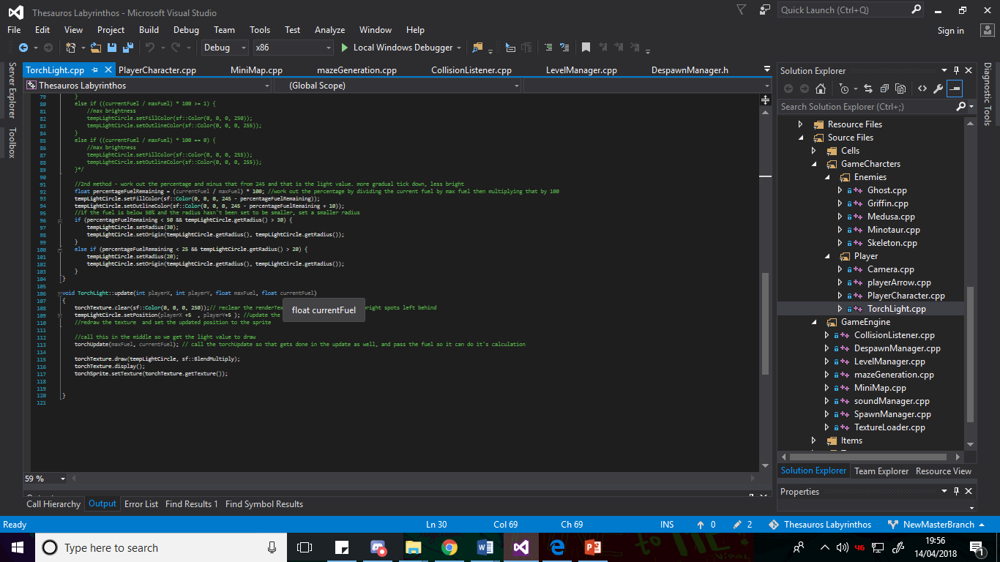 Thesauros Labyrinthos - Microsoft Visual Studio
Quick Launch (Ctrl+Q)
File Edit View Project Build Debug Team Tools Test Analyze Window Help
Sign in
Debug x86 Local Windows Debugger
Server Explorer
Toolbox
TorchLight.cpp PlayerCharacter.cpp MiniMap.cpp mazeGeneration.cpp CollisionListener.cpp LevelManager.cpp DespawnManager.h
Thesauros Labyrinthos (Global Scope)
79 }
80 else if ((currentFuel / maxFuel) * 100 >= 1) {
81 //max brightness
82 tempLightCircle.setFillColor(sf::Color(0, 0, 0, 250));
83 tempLightCircle.setOutlineColor(sf::Color(0, 0, 0, 255));
84 }
85 else if ((currentFuel / maxFuel) * 100 == 0) {
86 //max brightness
87 tempLightCircle.setFillColor(sf::Color(0, 0, 0, 255));
88 tempLightCircle.setOutlineColor(sf::Color(0, 0, 0, 255));
89 }*/
90
91 //2nd method - work out the percentage and minus that from 245 and that is the light value. more gradual tick down, less bright
92 float percentageFuelRemaining = (currentFuel / maxFuel) * 100; //work out the percentage by dividing the current fuel by max fuel then multiplying that by 100
93 tempLightCircle.setFillColor(sf::Color(0, 0, 0, 245 - percentageFuelRemaining));
94 tempLightCircle.setOutlineColor(sf::Color(0, 0, 0, 245 - percentageFuelRemaining + 10));
95 //if the fuel is below 50% and the radius hasn't been set to be smaller, set a smaller radius
96 if (percentageFuelRemaining < 50 && tempLightCircle.getRadius() > 30) {
97 tempLightCircle.setRadius(30);
98 tempLightCircle.setOrigin(tempLightCircle.getRadius(), tempLightCircle.getRadius());
99 }
100 else if (percentageFuelRemaining < 25 && tempLightCircle.getRadius() > 20) {
101 tempLightCircle.setRadius(20);
102 tempLightCircle.setOrigin(tempLightCircle.getRadius(), tempLightCircle.getRadius());
103 }
104 }
105
106 void TorchLight::update(int playerX, int playerY, float maxFuel, float currentFuel)
107 {
108 torchTexture.clear(sf::Color(0, 0, 0, 250));// reclear the renderTex right spots left behind
float currentFuel
109 tempLightCircle.setPosition(playerX +5 , playerY+5 ); //update the
110 //redraw the texture and set the updated position to the sprite
111
112 //call this in the middle so we get the light value to draw
113 torchUpdate(maxFuel, currentFuel); // call the torchUpdate so that gets done in the update as well, and pass the fuel so it can do it's calculation
114
115 torchTexture.draw(tempLightCircle, sf::BlendMultiply);
116 torchTexture.display();
117 torchSprite.setTexture(torchTexture.getTexture());
118
119
120 }
121
59 %
Call Hierarchy Output Error List Find Results 1 Find Symbol Results
Solution Explorer
Search Solution Explorer (Ctrl+;)
Resource Files
Source Files
Cells
GameCharcters
Enemies
Ghost.cpp
Griffin.cpp
Medusa.cpp
Minotaur.cpp
Skeleton.cpp
Player
Camera.cpp
playerArrow.cpp
PlayerCharacter.cpp
TorchLight.cpp
GameEngine
CollisionListener.cpp
DespawnManager.cpp
LevelManager.cpp
mazeGeneration.cpp
MiniMap.cpp
soundManager.cpp
SpawnManager.cpp
TextureLoader.cpp
Items
Solution Explorer Team Explorer Resource View
Properties
Diagnostic Tools
Ready Ln 30 Col 69 Ch 69 INS 0 2 Thesauros Labyrinthos NewMasterBranch
Type here to search
19:56
14/04/2018
1